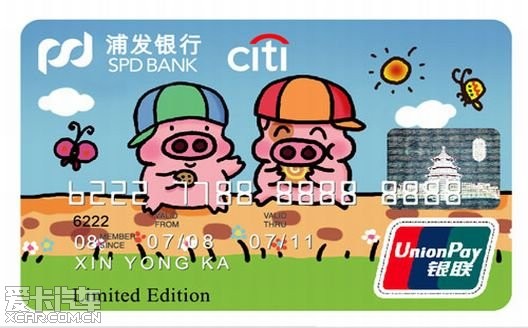 浦发银行
SPD BANK
citi
6222 1788 8888 8888
6222
VALID FROM
VALID THRU
MEMBER SINCE
08 07/08 07/11
XIN YONG KA
Limited Edition
UnionPay
银联
爱卡汽车
XCAR.COM.CN